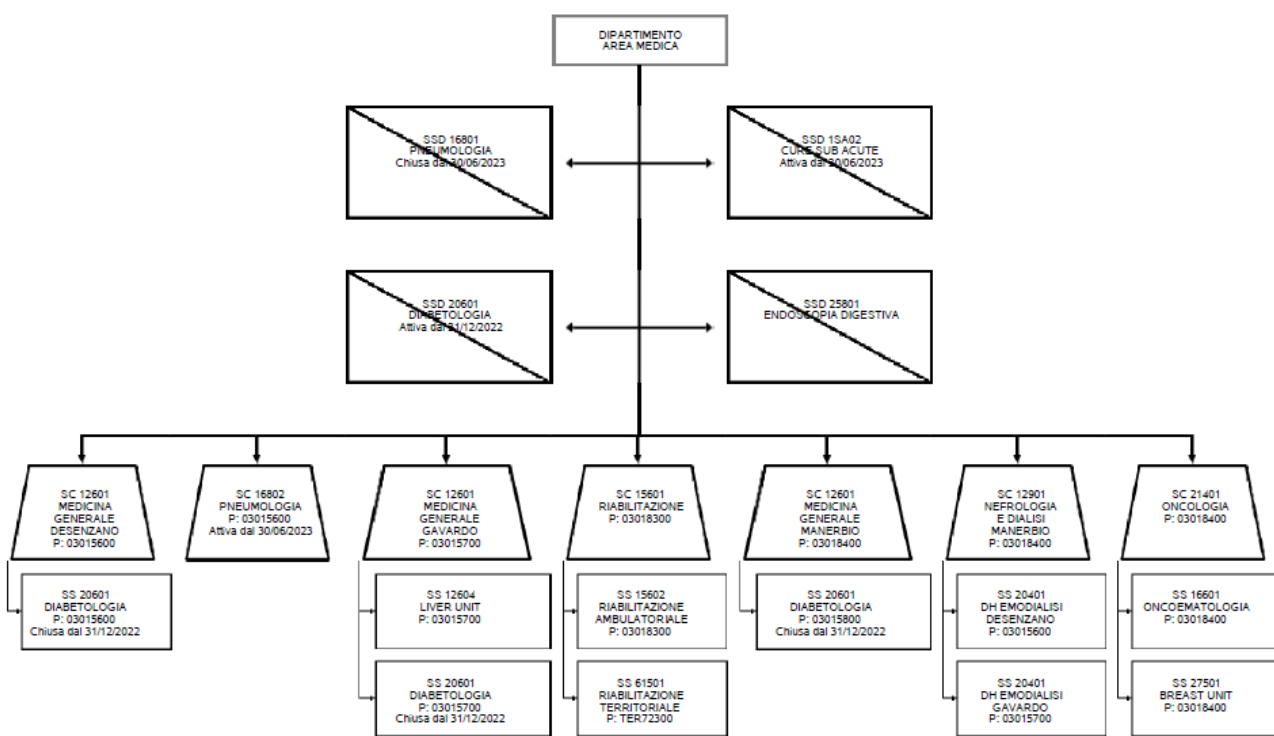 DIPARTIMENTO
AREA MEDICA
SSD 16801
PNEUMOLOGIA
Chiusa dal 30/06/2023
SSD 1SA02
CURE SUB ACUTE
Attiva dal 30/06/2023
SSD 20601
DIABETOLOGIA
Attiva dal 31/12/2022
SSD 25801
ENDOSCOPIA DIGESTIVA
SC 12601
MEDICINA
GENERALE
DESENZANO
P: 03015600
SC 16802
PNEUMOLOGIA
P: 03015600
Attiva dal 30/06/2023
SC 12601
MEDICINA
GENERALE
GAVARDO
P: 03015700
SC 15601
RIABILITAZIONE
P: 03018300
SC 12601
MEDICINA
GENERALE
MANERBIO
P: 03018400
SC 12901
NEFROLOGIA
E DIALISI
MANERBIO
P: 03018400
SC 21401
ONCOLOGIA
P: 03018400
SS 20601
DIABETOLOGIA
P: 03015600
Chiusa dal 31/12/2022
SS 12604
LIVER UNIT
P: 03015700
SS 15602
RIABILITAZIONE
AMBULATORIALE
P: 03018300
SS 20601
DIABETOLOGIA
P: 03015800
Chiusa dal 31/12/2022
SS 20401
DH EMODIALISI
DESENZANO
P: 03015600
SS 16601
ONCOEMATOLOGIA
P: 03018400
SS 20601
DIABETOLOGIA
P: 03015700
Chiusa dal 31/12/2022
SS 61501
RIABILITAZIONE
TERRITORIALE
P: TER72300
SS 20401
DH EMODIALISI
GAVARDO
P: 03015700
SS 27501
BREAST UNIT
P: 03018400